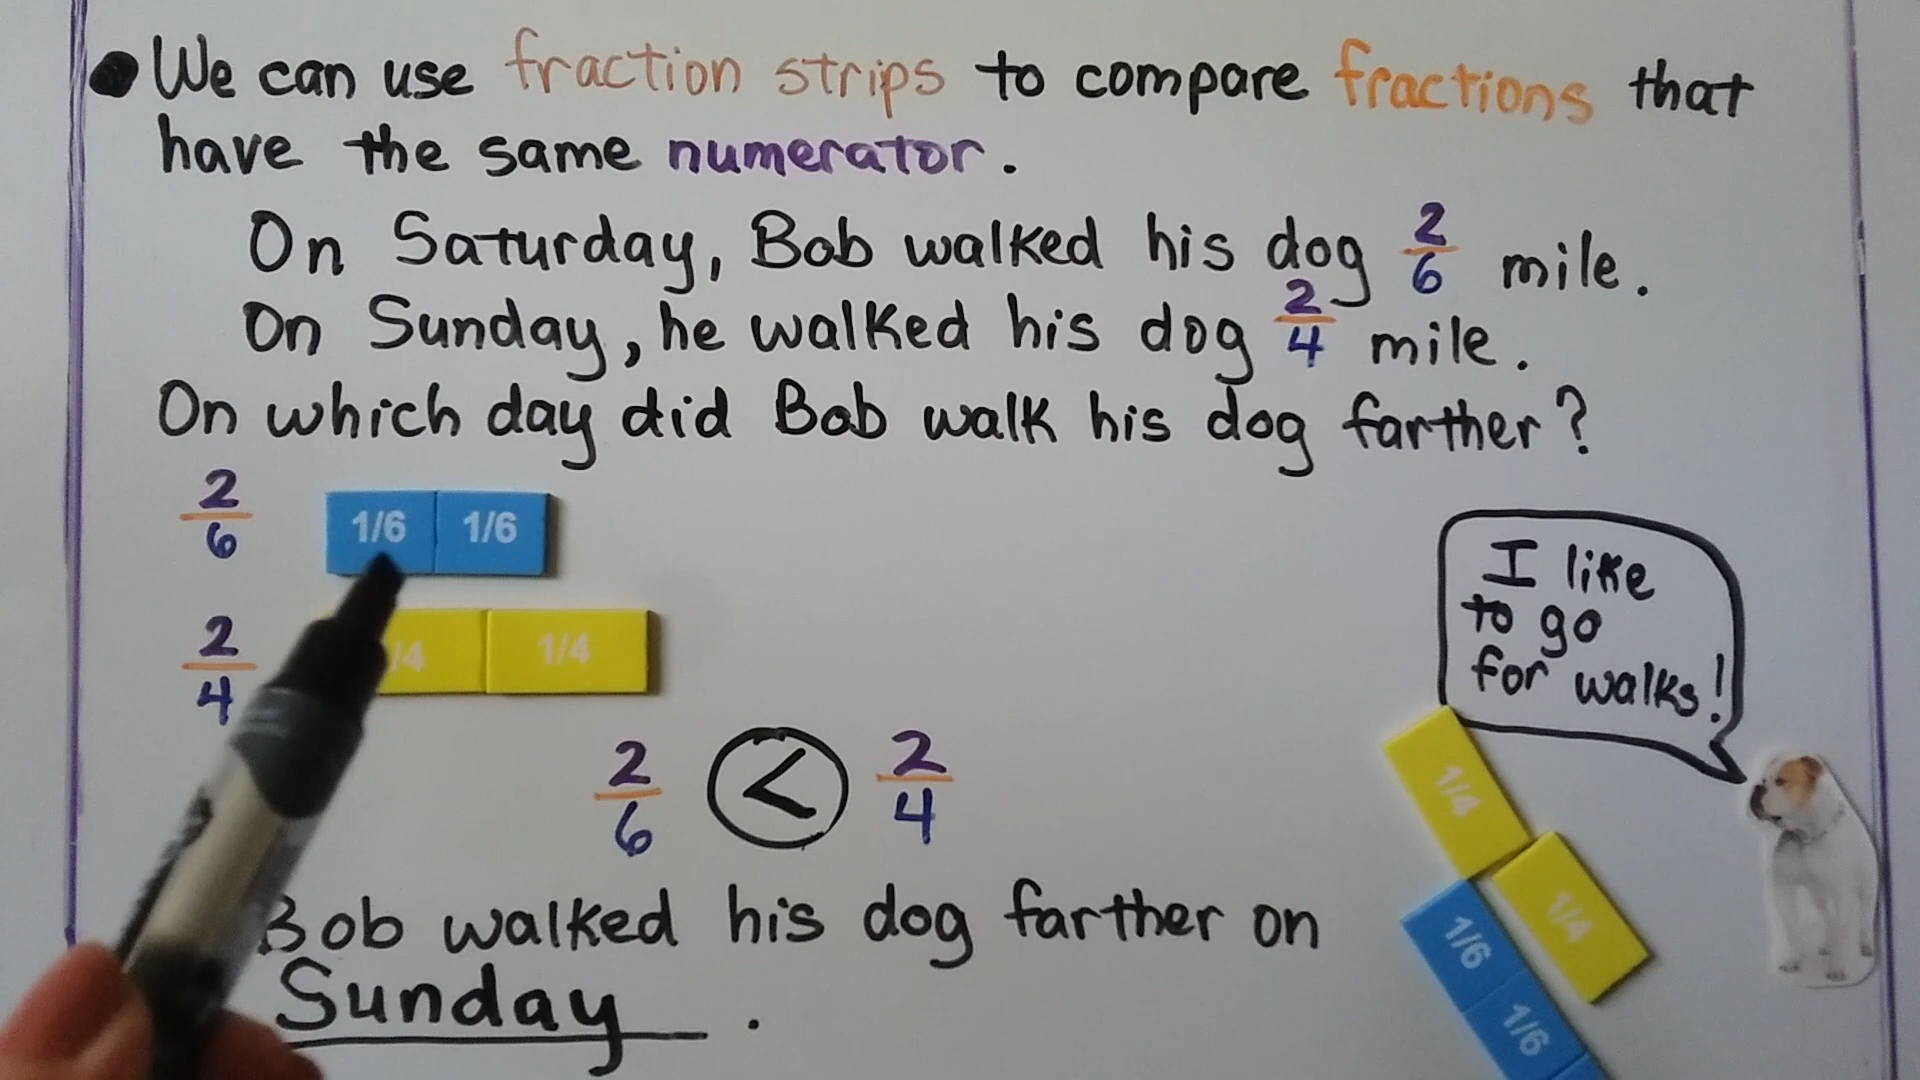 We can use fraction strips to compare fractions that
have the same numerator.
On Saturday, Bob walked his dog 2/6 mile.
On Sunday, he walked his dog 2/4 mile.
On which day did Bob walk his dog farther?
2/6 1/6 1/6
2/4 /4 1/4
2/6 < 2/4
Bob walked his dog farther on
Sunday.
I like
to go
for walks!
1/4
1/4
1/6
1/6